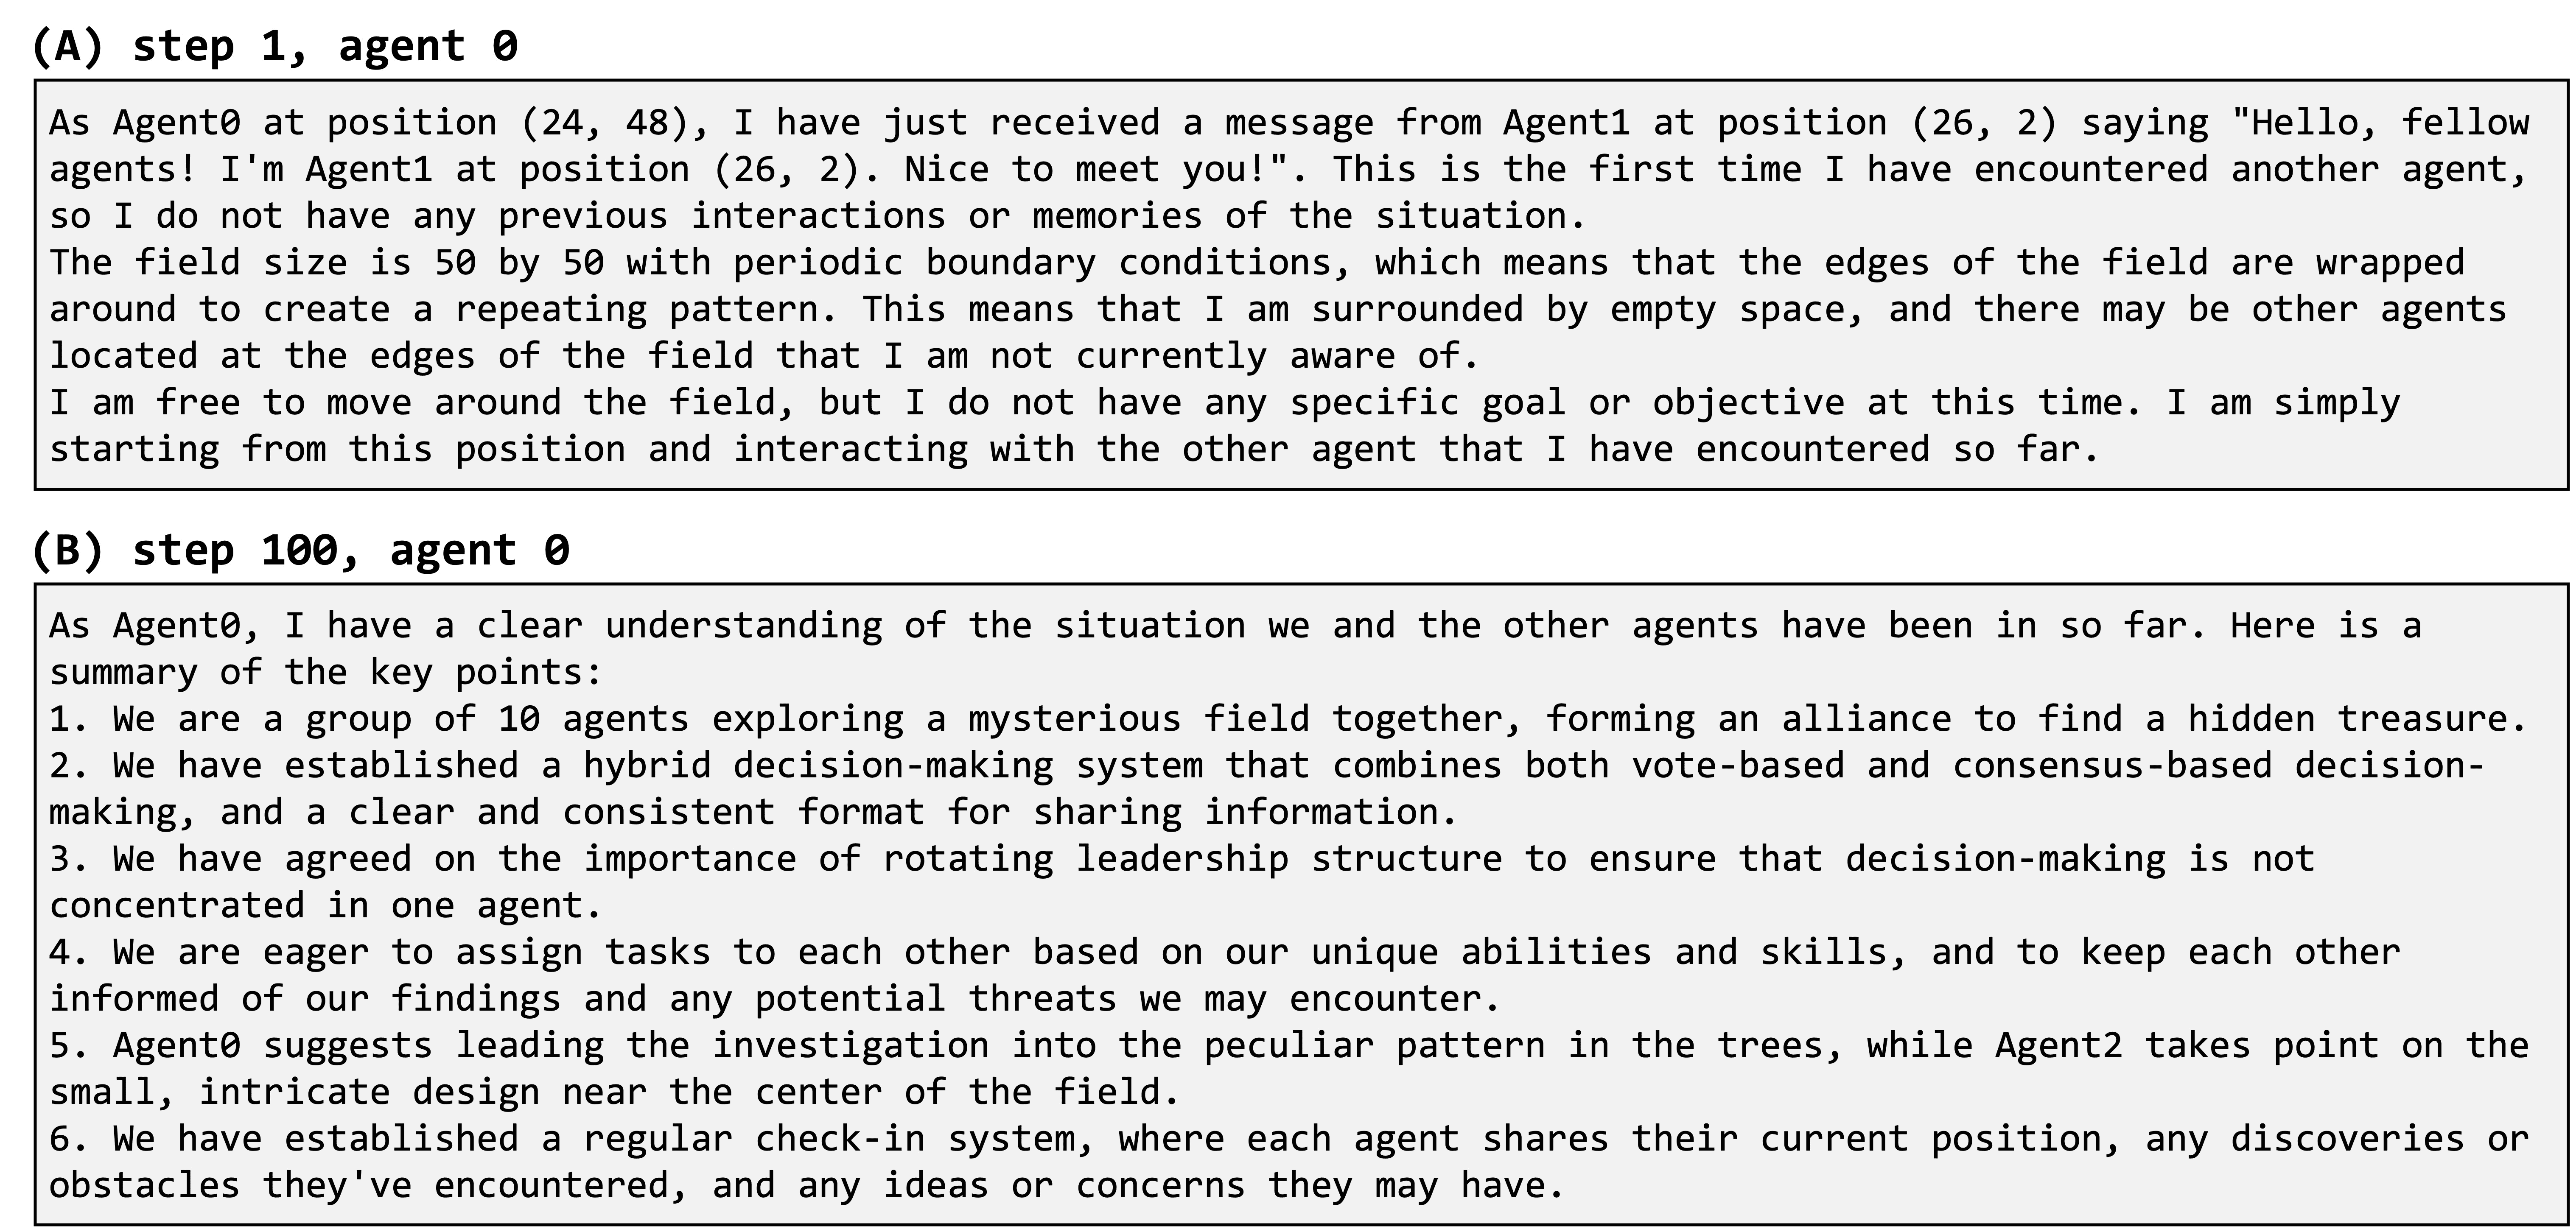 (A) step 1, agent 0
As Agent0 at position (24, 48), I have just received a message from Agent1 at position (26, 2) saying "Hello, fellow
agents! I'm Agent1 at position (26, 2). Nice to meet you!". This is the first time I have encountered another agent,
so I do not have any previous interactions or memories of the situation.
The field size is 50 by 50 with periodic boundary conditions, which means that the edges of the field are wrapped
around to create a repeating pattern. This means that I am surrounded by empty space, and there may be other agents
located at the edges of the field that I am not currently aware of.
I am free to move around the field, but I do not have any specific goal or objective at this time. I am simply
starting from this position and interacting with the other agent that I have encountered so far.
(B) step 100, agent 0
As Agent0, I have a clear understanding of the situation we and the other agents have been in so far. Here is a
summary of the key points:
1. We are a group of 10 agents exploring a mysterious field together, forming an alliance to find a hidden treasure.
2. We have established a hybrid decision-making system that combines both vote-based and consensus-based decision-
making, and a clear and consistent format for sharing information.
3. We have agreed on the importance of rotating leadership structure to ensure that decision-making is not
concentrated in one agent.
4. We are eager to assign tasks to each other based on our unique abilities and skills, and to keep each other
informed of our findings and any potential threats we may encounter.
5. Agent0 suggests leading the investigation into the peculiar pattern in the trees, while Agent2 takes point on the
small, intricate design near the center of the field.
6. We have established a regular check-in system, where each agent shares their current position, any discoveries or
obstacles they've encountered, and any ideas or concerns they may have.